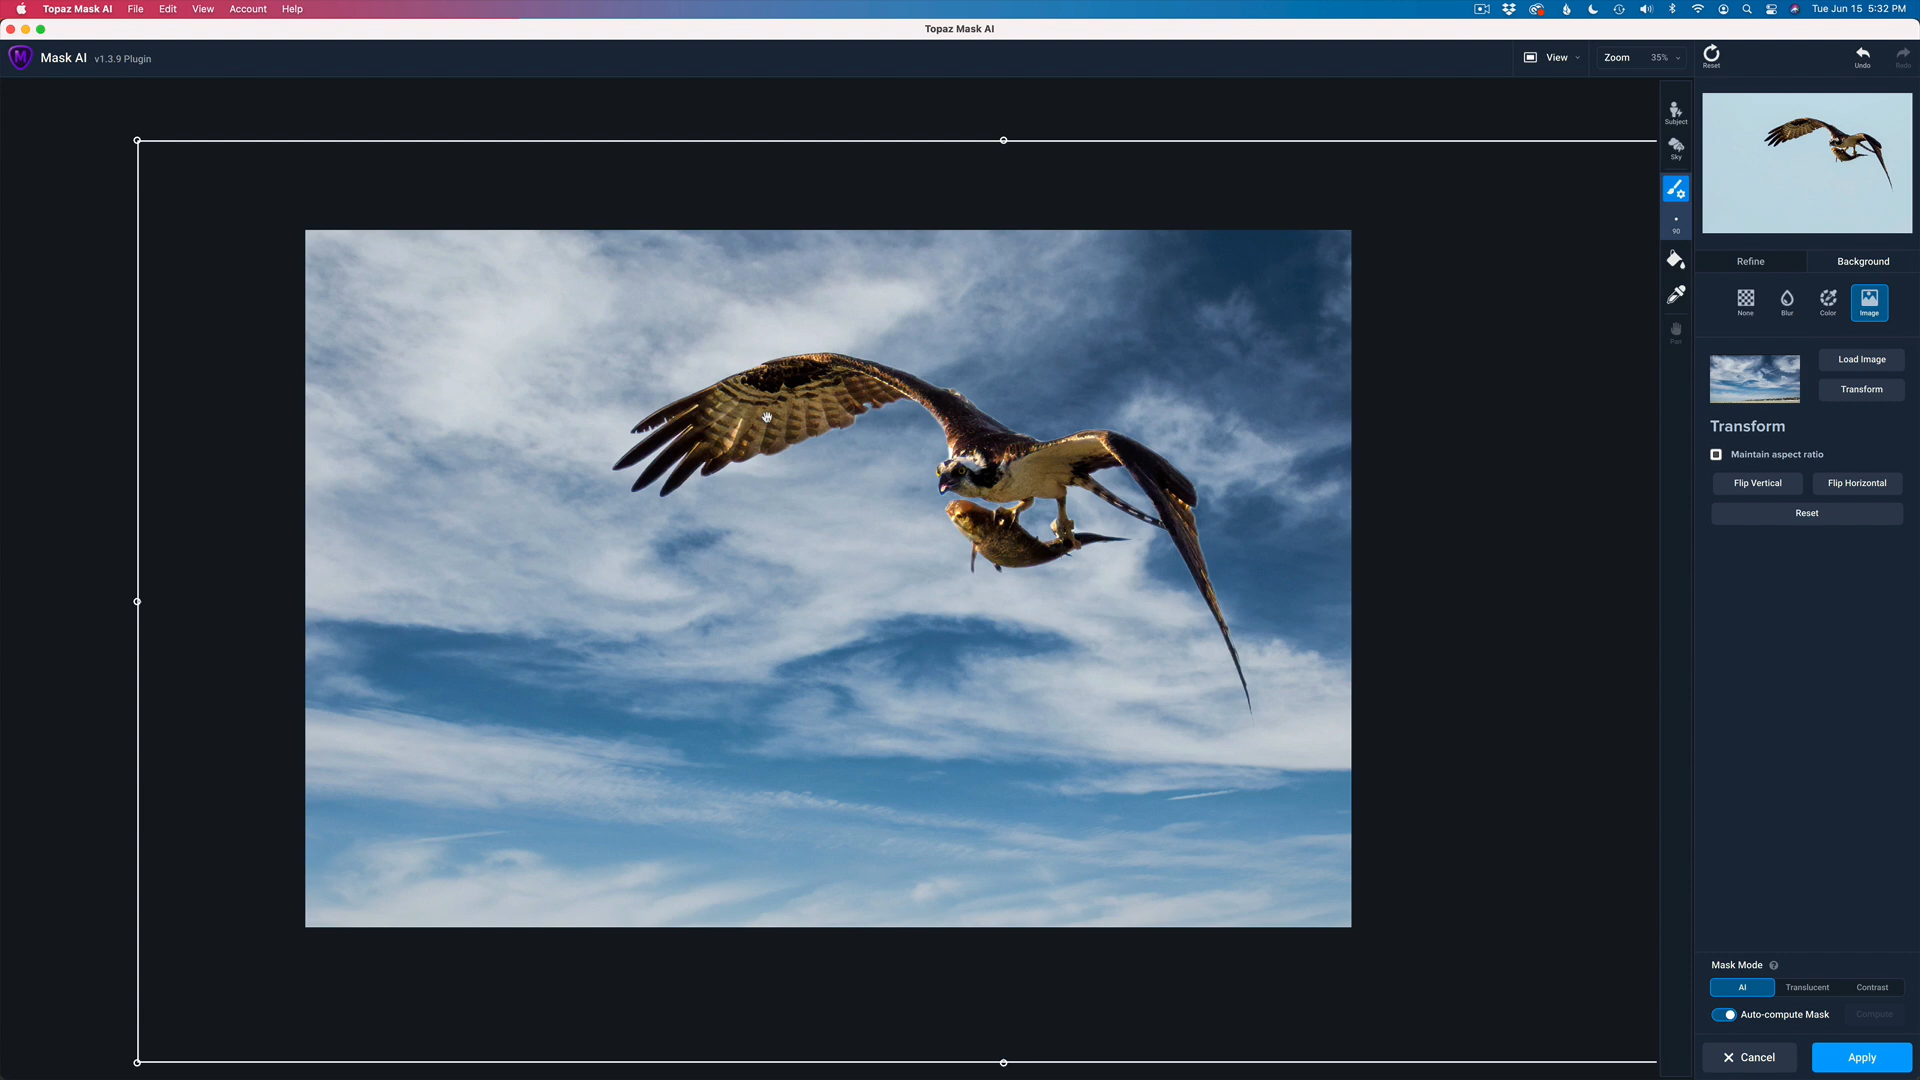 Topaz Mask AI File Edit View Account Help Tue Jun 15 5:32 PM
Topaz Mask AI
Mask AI v1.3.9 Plugin View Zoom 35% Reset Undo Redo
Subject
Sky
90
Pan
Refine Background
None Blur Color Image
Load Image
Transform
Transform
Maintain aspect ratio
Flip Vertical Flip Horizontal
Reset
Mask Mode ?
AI Translucent Contrast
Auto-compute Mask Compute
Cancel Apply